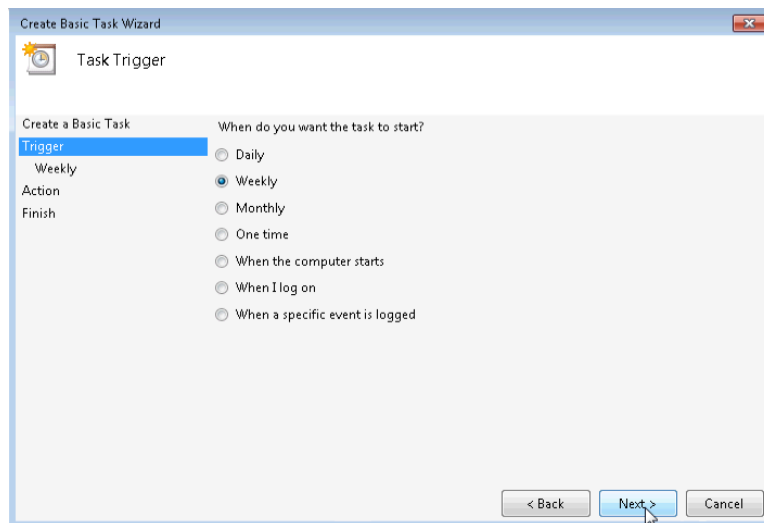 Create Basic Task Wizard
Task Trigger
Create a Basic Task
Trigger
Weekly
Action
Finish
When do you want the task to start?
Daily
Weekly
Monthly
One time
When the computer starts
When I log on
When a specific event is logged
< Back
Next >
Cancel